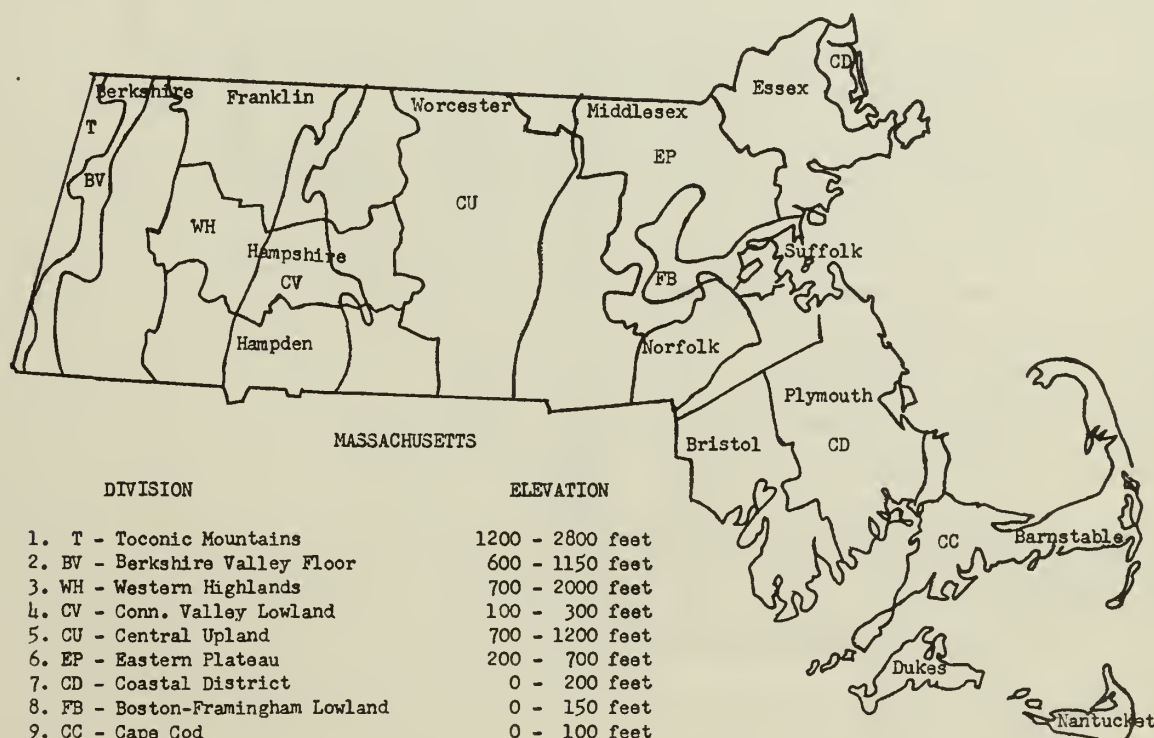 CD
Essex
Berkshire
Franklin
Worcester
Middlesex
T
EP
BV
CU
WH
Hampshire
Suffolk
FB
CV
Hampden
Norfolk
Plymouth
MASSACHUSETTS
Bristol
CD
DIVISION ELEVATION
1. T - Toconic Mountains 1200 - 2800 feet
2. BV - Berkshire Valley Floor 600 - 1150 feet
3. WH - Western Highlands 700 - 2000 feet
4. CV - Conn. Valley Lowland 100 - 300 feet
5. CU - Central Upland 700 - 1200 feet
6. EP - Eastern Plateau 200 - 700 feet
7. CD - Coastal District 0 - 200 feet
8. FB - Boston-Framingham Lowland 0 - 150 feet
9. CC - Cape Cod 0 - 100 feet
CC
Barnstable
Dukes
Nantucket